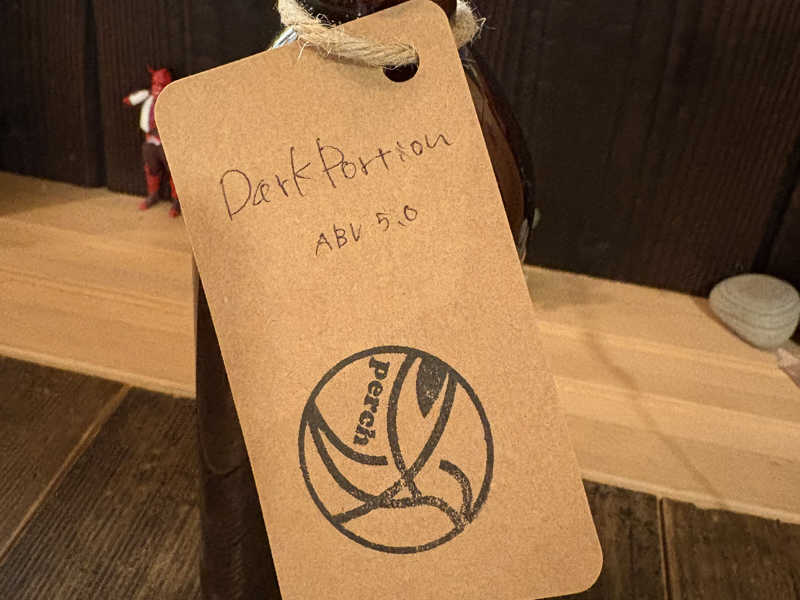 Dark Portion
ABV 5.0
Perch